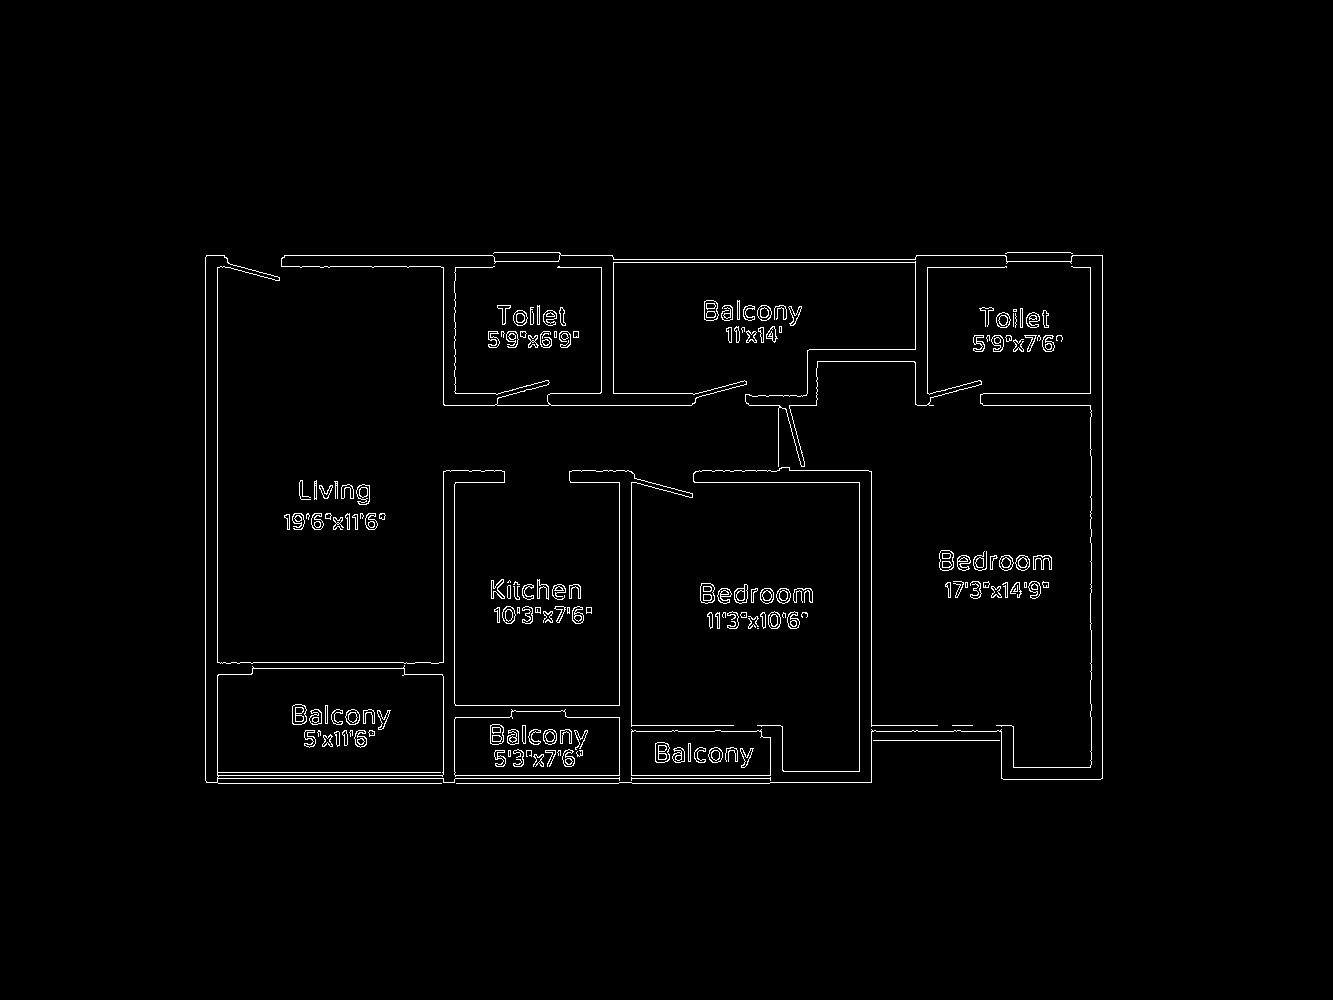 Toilet
5'9"x6'9"
Balcony
11'x14'
Toilet
5'9"x7'6"
Living
19'6"x11'6"
Kitchen
10'3"x7'6"
Bedroom
11'3"x10'6"
Bedroom
17'3"x14'9"
Balcony
5'x11'6"
Balcony
5'3"x7'6"
Balcony